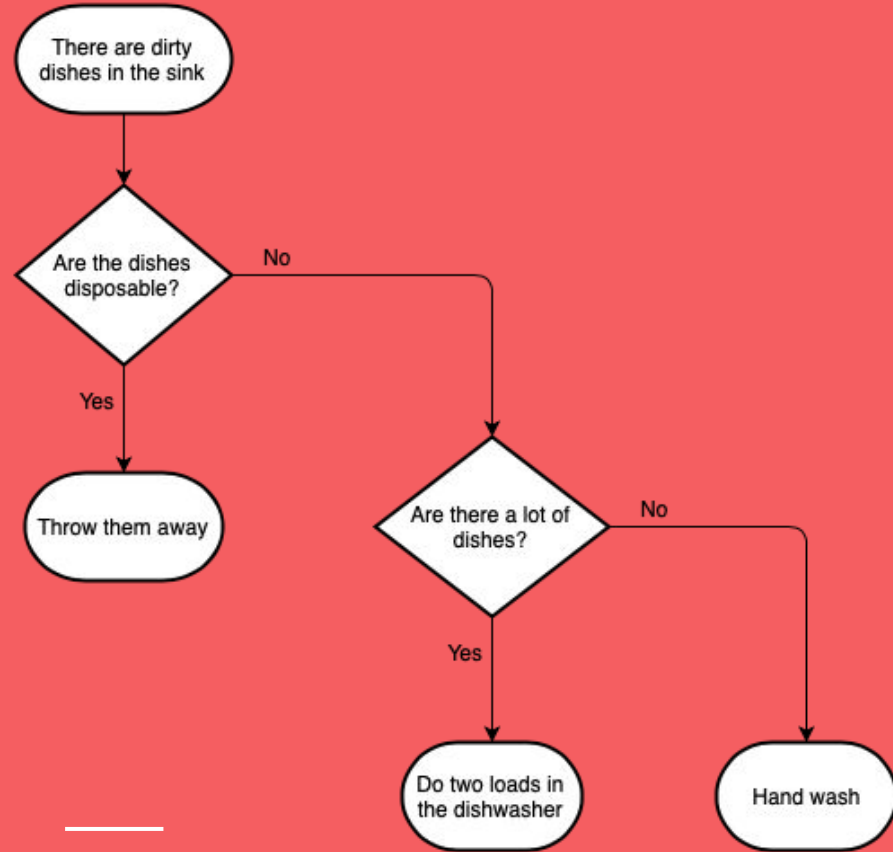 There are dirty
dishes in the sink
Are the dishes
disposable?
No
Yes
Throw them away
Are there a lot of
dishes?
No
Yes
Do two loads in
the dishwasher
Hand wash